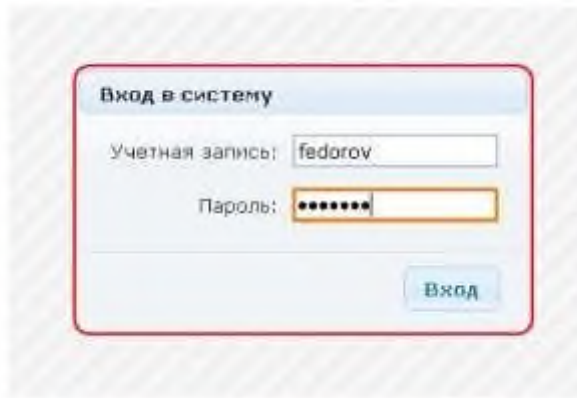 Вход в систему
Учетная запись: fedorov
Пароль: •••••••
Вход